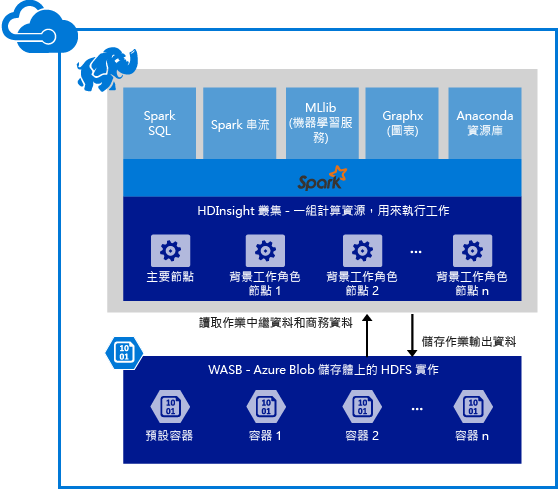 Spark
SQL
Spark 串流
MLlib
(機器學習服
務)
Graphx
(圖表)
Anaconda
資源庫
Spark
HDInsight 叢集 - 一組計算資源，用來執行工作
主要節點
背景工作角色
節點 1
背景工作角色
節點 2
...
背景工作角色
節點 n
讀取作業中繼資料和商務資料
儲存作業輸出資料
10
01
WASB - Azure Blob 儲存體上的 HDFS 實作
10
01
預設容器
10
01
容器 1
10
01
容器 2
...
10
01
容器 n